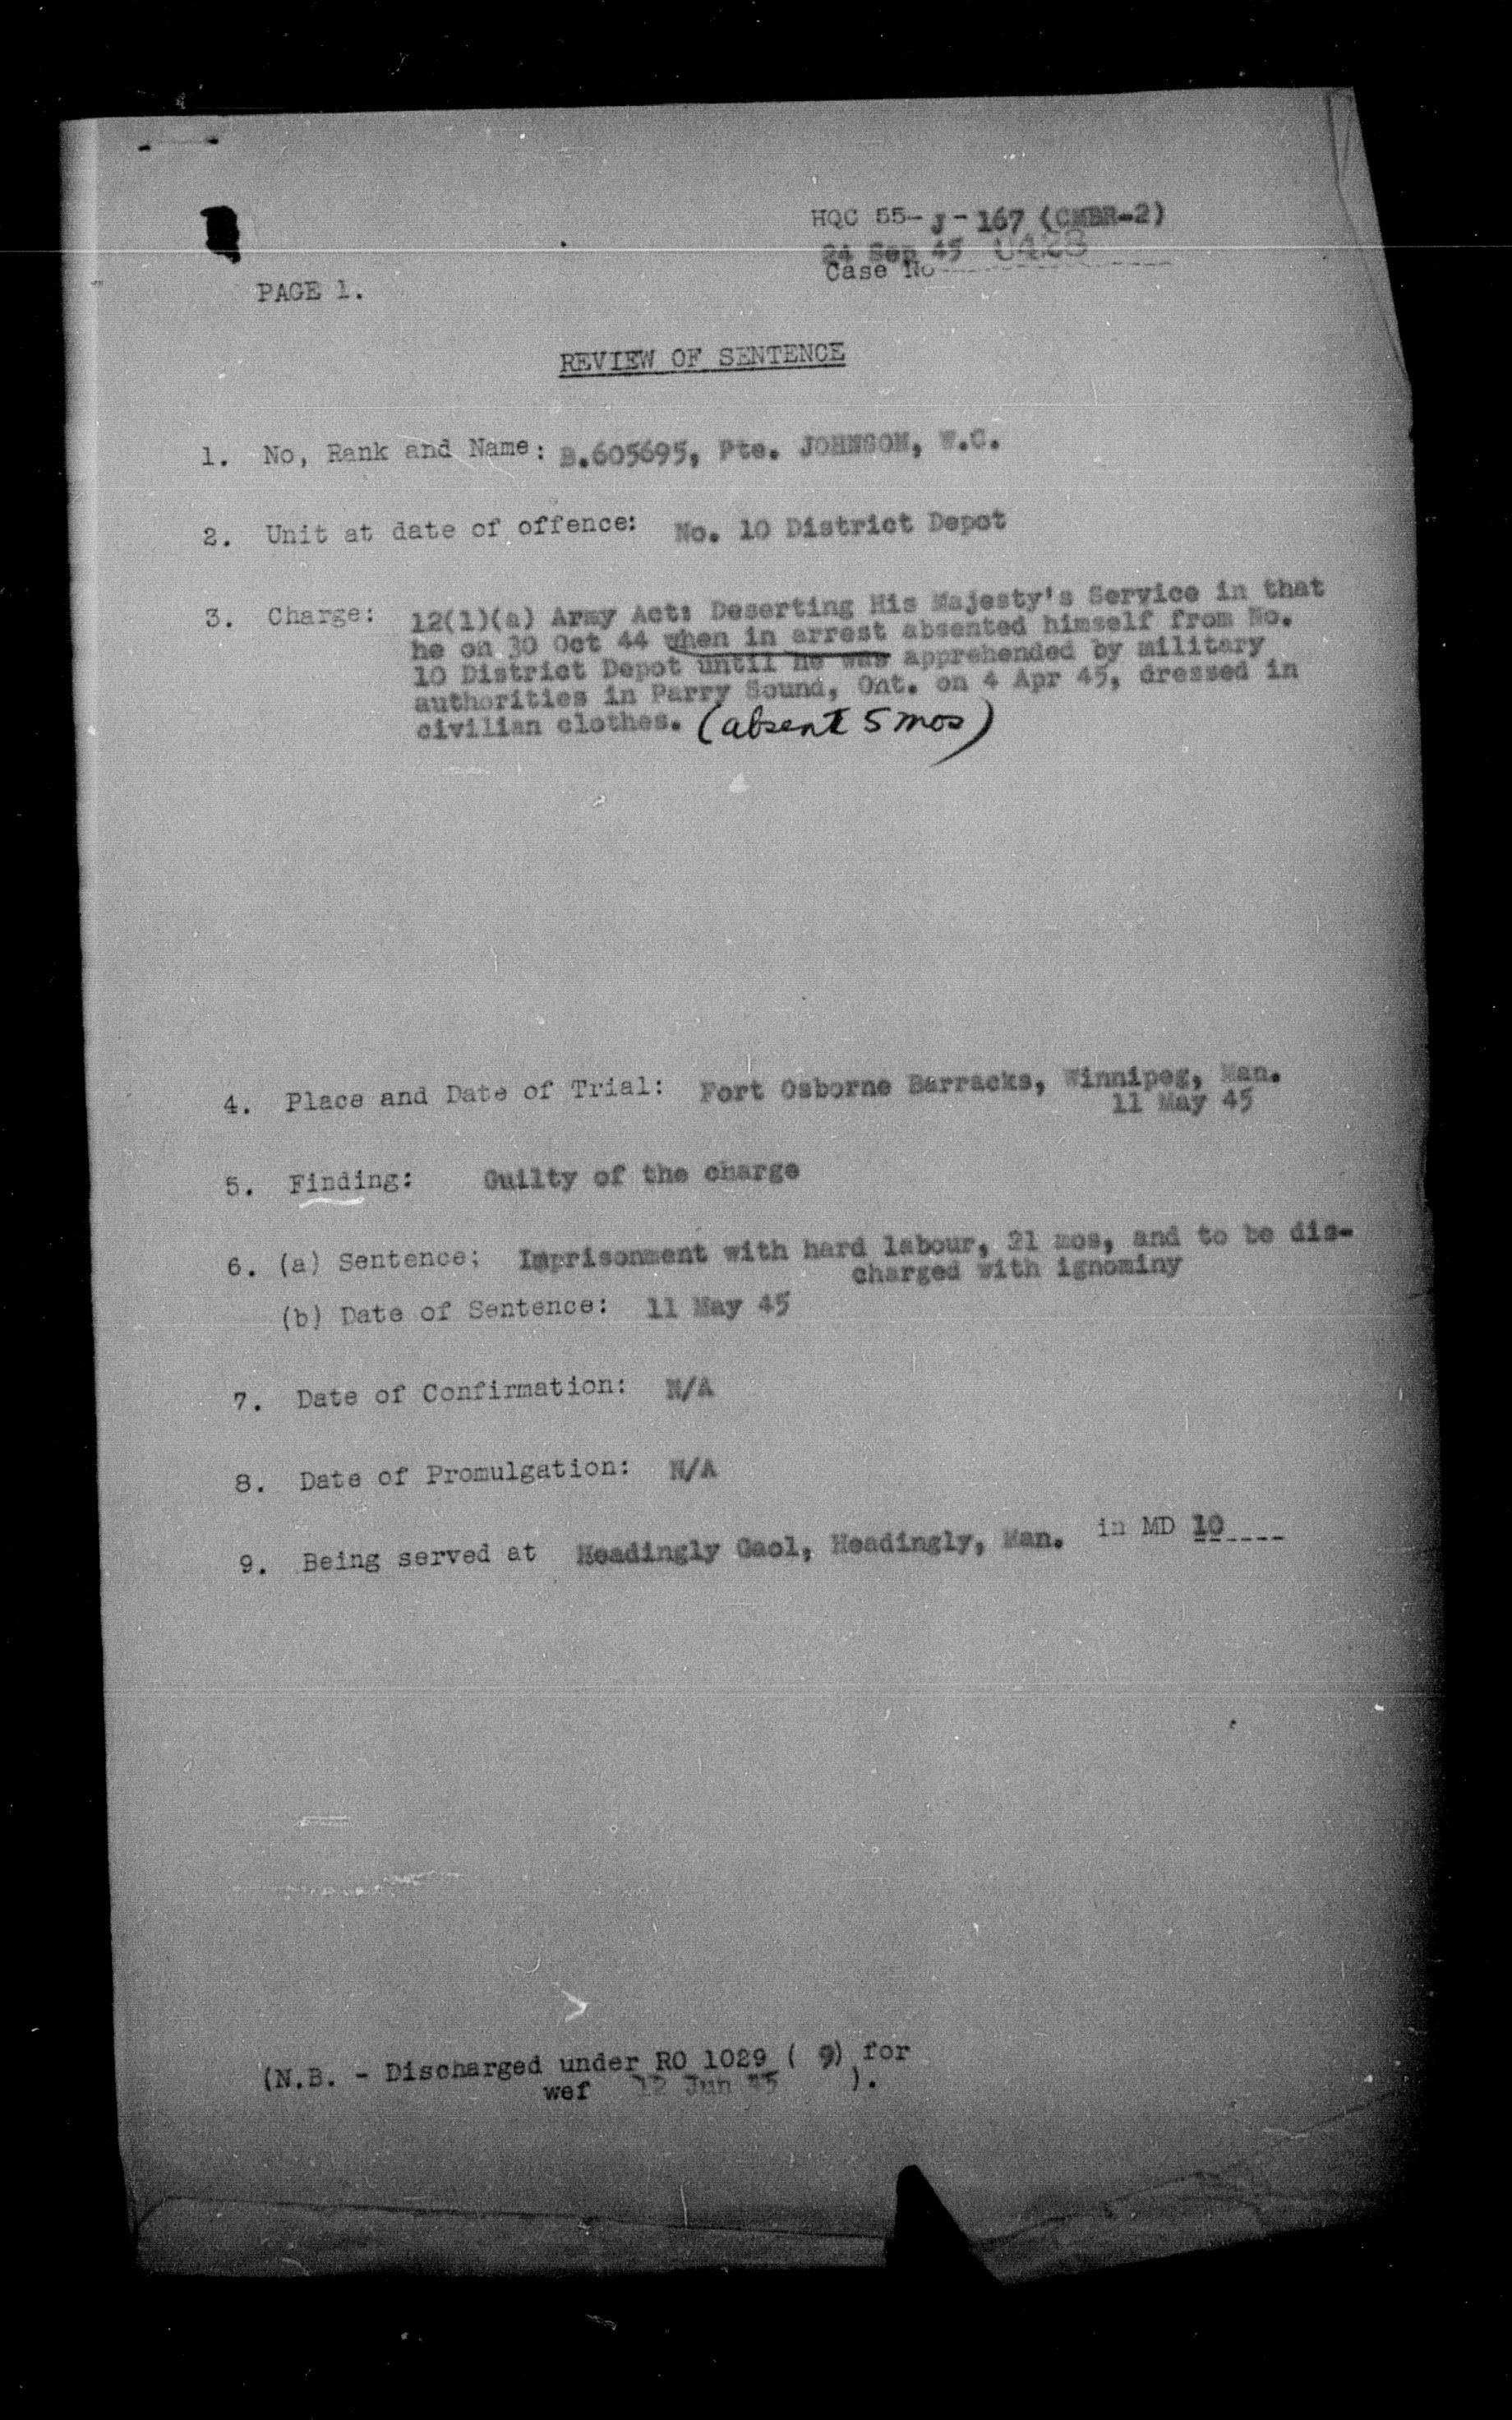 HQC 55-J-167 (CMBR-2)
24 Sep 45 0428
Case No
PAGE 1.
REVIEW OF SENTENCE
1. No, Rank and Name: B.605695, Pte. JOHNSON, W.C.
2. Unit at date of offence: No. 10 District Depot
3. Charge: 12(1)(a) Army Act: Deserting His Majesty's Service in that
he on 30 Oct 44 when in arrest absented himself from No.
10 District Depot until he was apprehended by military
authorities in Parry Sound, Ont. on 4 Apr 45, dressed in
civilian clothes. (absent 5 mos)
4. Place and Date of Trial: Fort Osborne Barracks, Winnipeg, Man.
11 May 45
5. Finding: Guilty of the charge
6. (a) Sentence; Imprisonment with hard labour, 21 mos, and to be dis-
charged with ignominy
(b) Date of Sentence: 11 May 45
7. Date of Confirmation: N/A
8. Date of Promulgation: N/A
9. Being served at Headingly Gaol, Headingly, Man. in MD 10
(N.B. - Discharged under RO 1029 ( 9) for
wef 12 Jun 45 ).